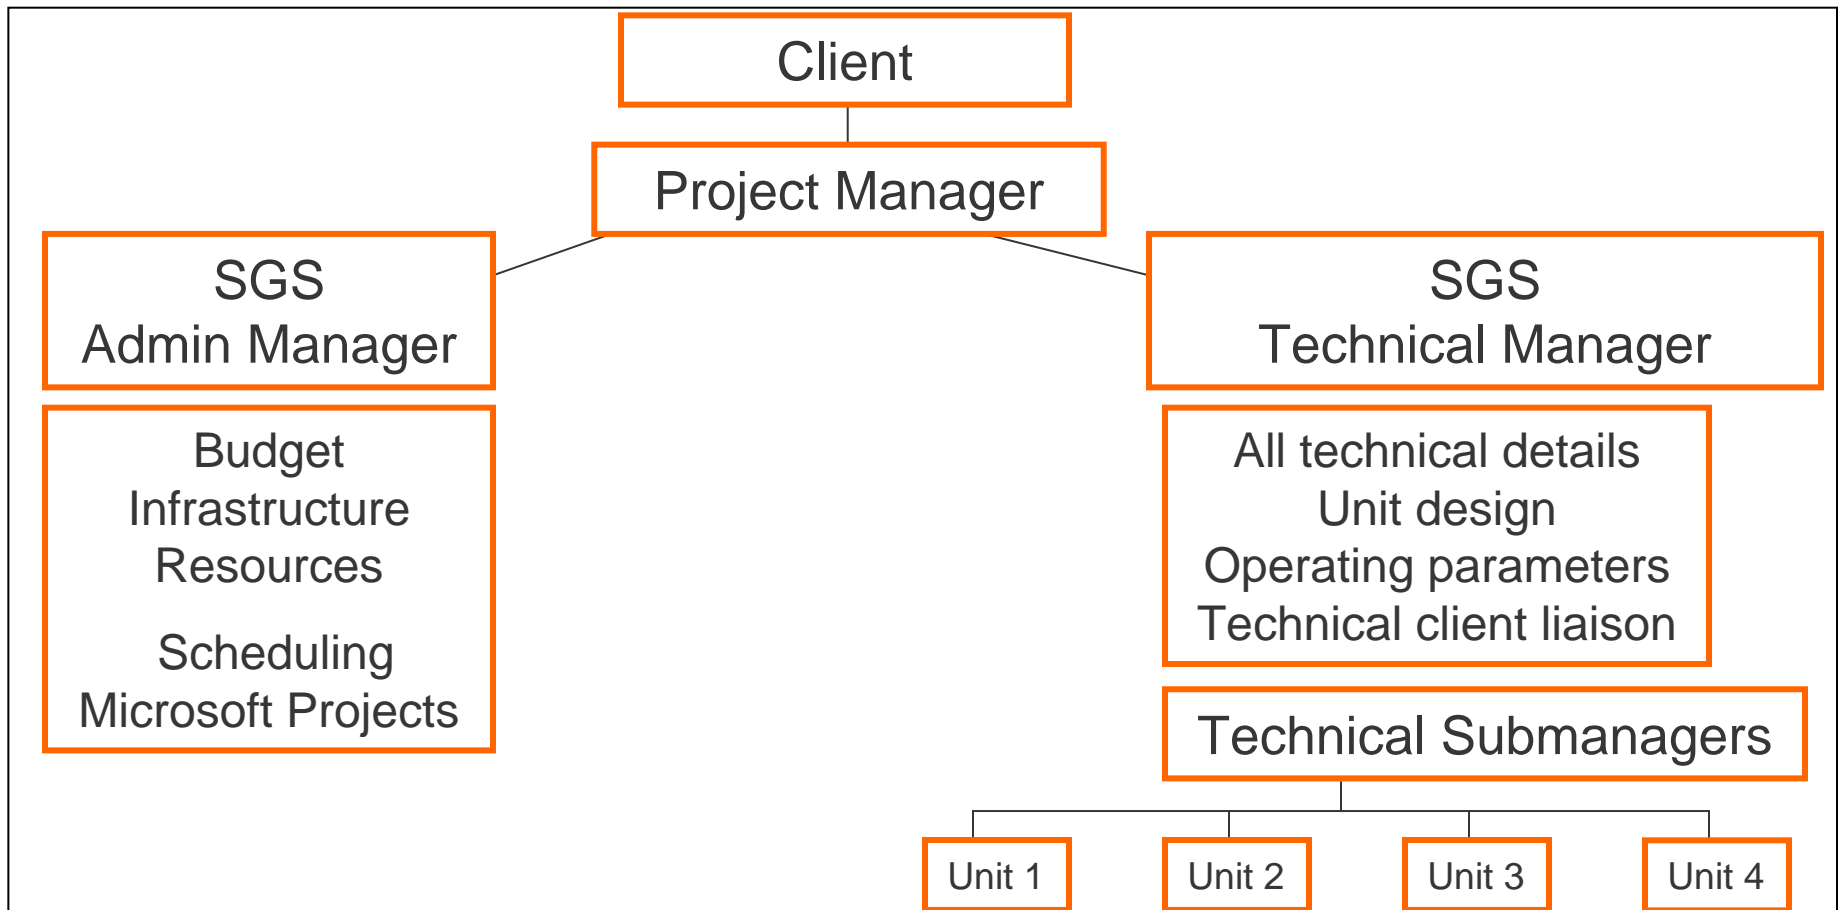 Client
Project Manager
SGS
Admin Manager
SGS
Technical Manager
Budget
Infrastructure
Resources
Scheduling
Microsoft Projects
All technical details
Unit design
Operating parameters
Technical client liaison
Technical Submanagers
Unit 1
Unit 2
Unit 3
Unit 4